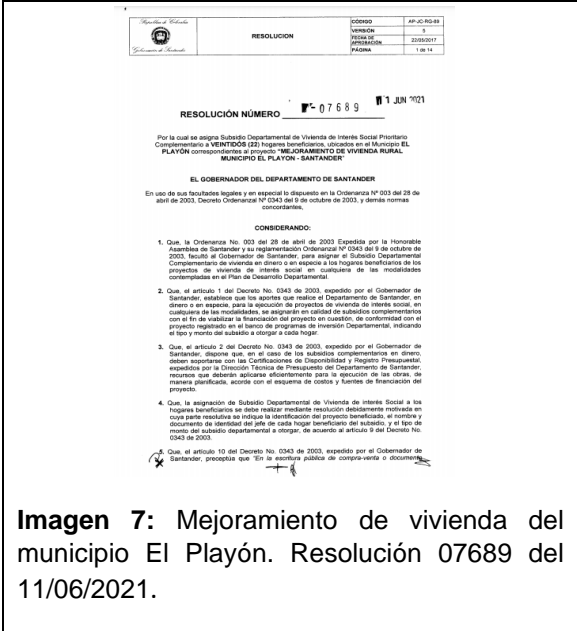 República de Colombia
Gobernación de Santander
RESOLUCION
CÓDIGO AP-JC-RG-89
VERSIÓN 5
FECHA DE APROBACIÓN 22/05/2017
PÁGINA 1 de 14
RESOLUCIÓN NÚMERO 07689 11 JUN 2021
Por la cual se asigna Subsidio Departamental de Vivienda de Interés Social Prioritario
Complementario a VEINTIDÓS (22) hogares beneficiarios, ubicados en el Municipio EL
PLAYÓN correspondientes al proyecto "MEJORAMIENTO DE VIVIENDA RURAL
MUNICIPIO EL PLAYON - SANTANDER"
EL GOBERNADOR DEL DEPARTAMENTO DE SANTANDER
En uso de sus facultades legales y en especial lo dispuesto en la Ordenanza Nº 003 del 28 de
abril de 2003, Decreto Ordenanzal Nº 0343 del 9 de octubre de 2003, y demás normas
concordantes,
CONSIDERANDO:
1. Que, la Ordenanza No. 003 del 28 de abril de 2003 Expedida por la Honorable
Asamblea de Santander y su reglamentación Ordenanzal Nº 0343 del 9 de octubre de
2003, facultó al Gobernador de Santander, para asignar el Subsidio Departamental
Complementario de vivienda en dinero o en especie a los hogares beneficiarios de los
proyectos de vivienda de interés social en cualquiera de las modalidades
contempladas en el Plan de Desarrollo Departamental.
2. Que, el artículo 1 del Decreto No. 0343 de 2003, expedido por el Gobernador de
Santander, establece que los aportes que realice el Departamento de Santander, en
dinero o en especie, para la ejecución de proyectos de vivienda de interés social, en
cualquiera de las modalidades, se asignarán en calidad de subsidios complementarios
con el fin de viabilizar la financiación del proyecto en cuestión, de conformidad con el
proyecto registrado en el banco de programas de inversión Departamental, indicando
el tipo y monto del subsidio a otorgar a cada hogar.
3. Que, el artículo 2 del Decreto No. 0343 de 2003, expedido por el Gobernador de
Santander, dispone que, en el caso de los subsidios complementarios en dinero,
deben soportarse con las Certificaciones de Disponibilidad y Registro Presupuestal,
expedidos por la Dirección Técnica de Presupuesto del Departamento de Santander,
recursos que deberán aplicarse eficientemente para la ejecución de las obras, de
manera planificada, acorde con el esquema de costos y fuentes de financiación del
proyecto.
4. Que, la asignación de Subsidio Departamental de Vivienda de interés Social a los
hogares beneficiarios se debe realizar mediante resolución debidamente motivada en
cuya parte resolutiva se indique la identificación del proyecto beneficiado, el nombre y
documento de identidad del jefe de cada hogar beneficiario del subsidio, y el tipo de
monto del subsidio departamental a otorgar, de acuerdo al artículo 9 del Decreto No.
0343 de 2003.
Que, el artículo 10 del Decreto No. 0343 de 2003, expedido por el Gobernador de
Santander, preceptúa que "En la escritura pública de compra-venta o documento
Imagen 7: Mejoramiento de vivienda del
municipio El Playón. Resolución 07689 del
11/06/2021.